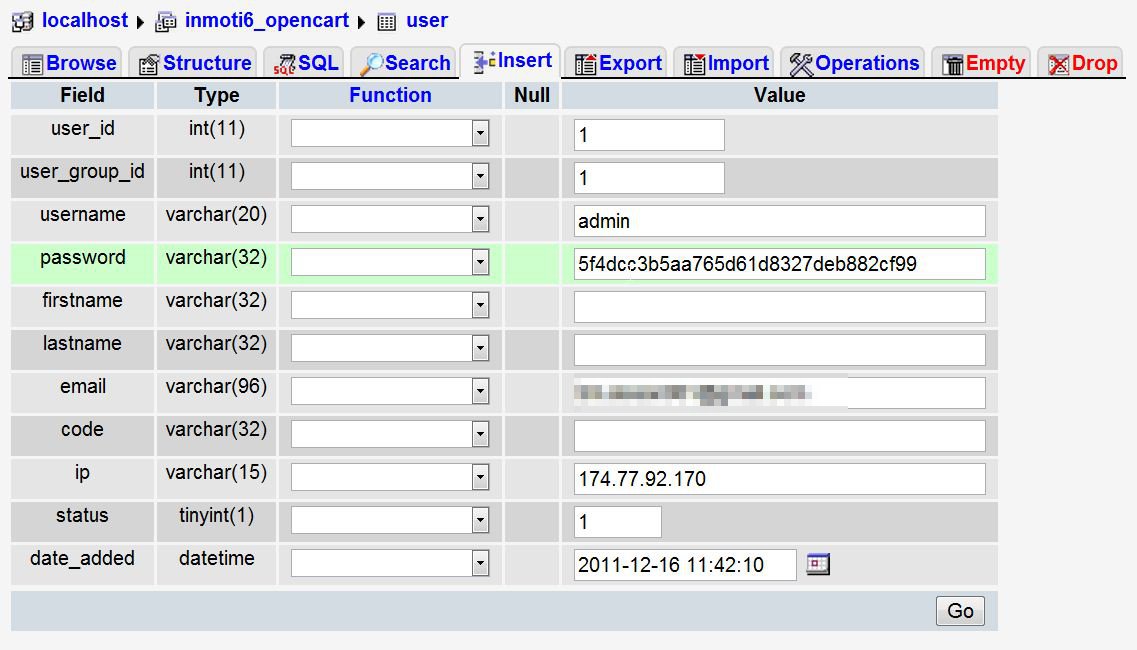 localhost inmoti6_opencart user
Browse Structure SQL Search Insert Export Import Operations Empty Drop
Field Type Function Null Value
user_id int(11) 1
user_group_id int(11) 1
username varchar(20) admin
password varchar(32) 5f4dcc3b5aa765d61d8327deb882cf99
firstname varchar(32)
lastname varchar(32)
email varchar(96)
code varchar(32)
ip varchar(15) 174.77.92.170
status tinyint(1) 1
date_added datetime 2011-12-16 11:42:10
Go